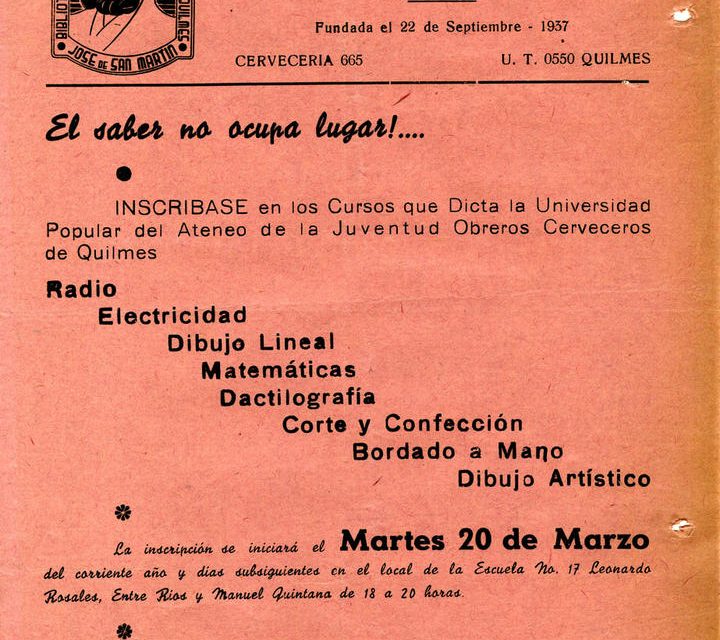 Fundada el 22 de Septiembre - 1937
BIBLIO
QUILMES
JOSE DE SAN MARTIN
CERVECERIA 665
U. T. 0550 QUILMES
El saber no ocupa lugar!....
INSCRIBASE en los Cursos que Dicta la Universidad
Popular del Ateneo de la Juventud Obreros Cerveceros
de Quilmes
Radio
Electricidad
Dibujo Lineal
Matemáticas
Dactilografía
Corte y Confección
Bordado a Mano
Dibujo Artístico
La inscripción se iniciará el Martes 20 de Marzo
del corriente año y dias subsiguientes en el local de la Escuela No. 17 Leonardo
Rosales, Entre Rios y Manuel Quintana de 18 a 20 horas.